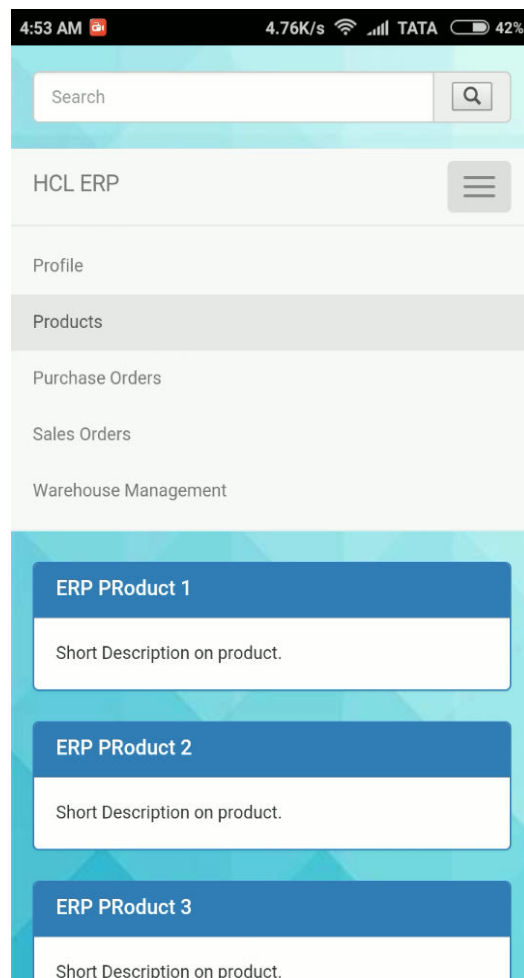 4:53 AM 4.76K/s TATA 42%
Search
HCL ERP
Profile
Products
Purchase Orders
Sales Orders
Warehouse Management
ERP PRoduct 1
Short Description on product.
ERP PRoduct 2
Short Description on product.
ERP PRoduct 3
Short Description on product.